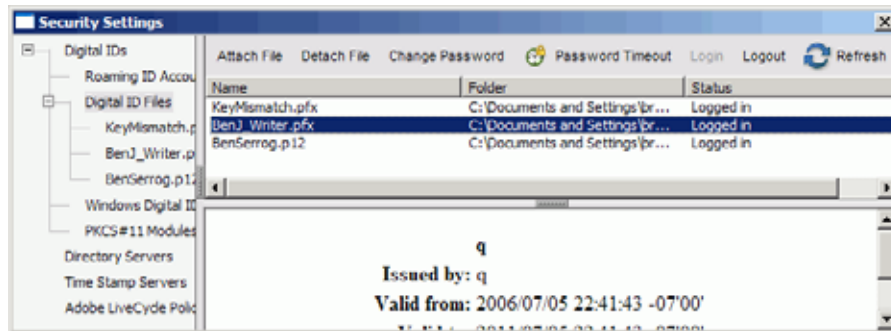 Security Settings
Digital IDs
Roaming ID Accou
Digital ID Files
KeyMismatch.p
BenJ_Writer.p
BenSerrog.p12
Windows Digital ID
PKCS#11 Modules
Directory Servers
Time Stamp Servers
Adobe LiveCycle Polic
Attach File Detach File Change Password Password Timeout Login Logout Refresh
Name Folder Status
KeyMismatch.pfx C:\Documents and Settings\br... Logged in
BenJ_Writer.pfx C:\Documents and Settings\br... Logged in
BenSerrog.p12 C:\Documents and Settings\br... Logged in
q
Issued by: q
Valid from: 2006/07/05 22:41:43 -07'00'